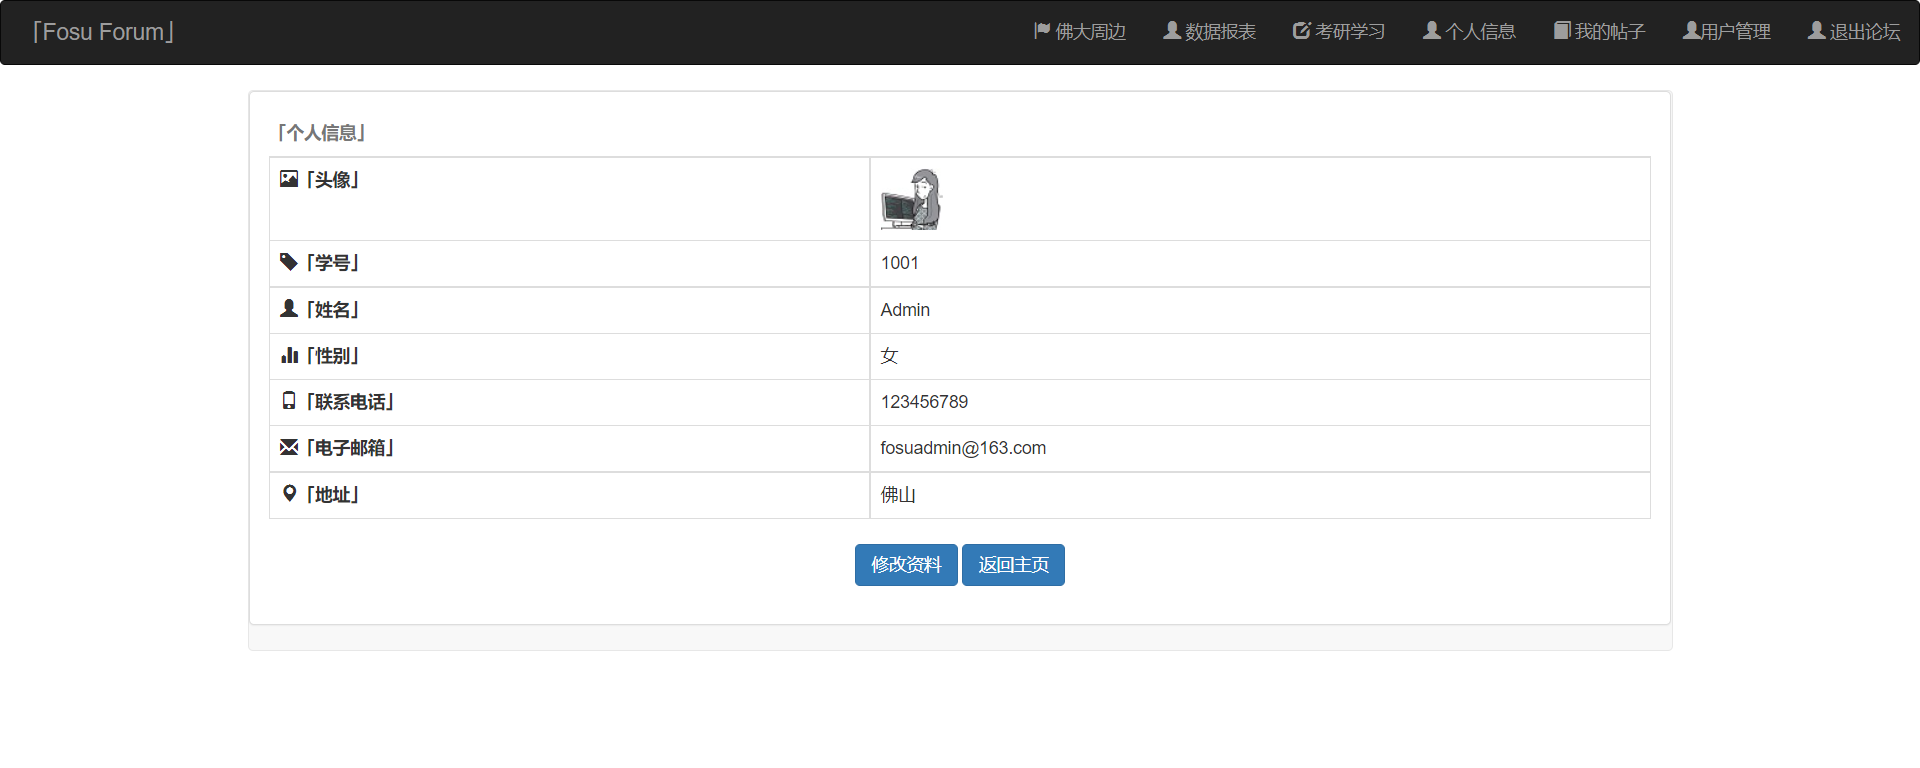 「Fosu Forum」 佛大周边 数据报表 考研学习 个人信息 我的帖子 用户管理 退出论坛
「个人信息」
「头像」
「学号」 1001
「姓名」 Admin
「性别」 女
「联系电话」 123456789
「电子邮箱」 fosuadmin@163.com
「地址」 佛山
修改资料 返回主页